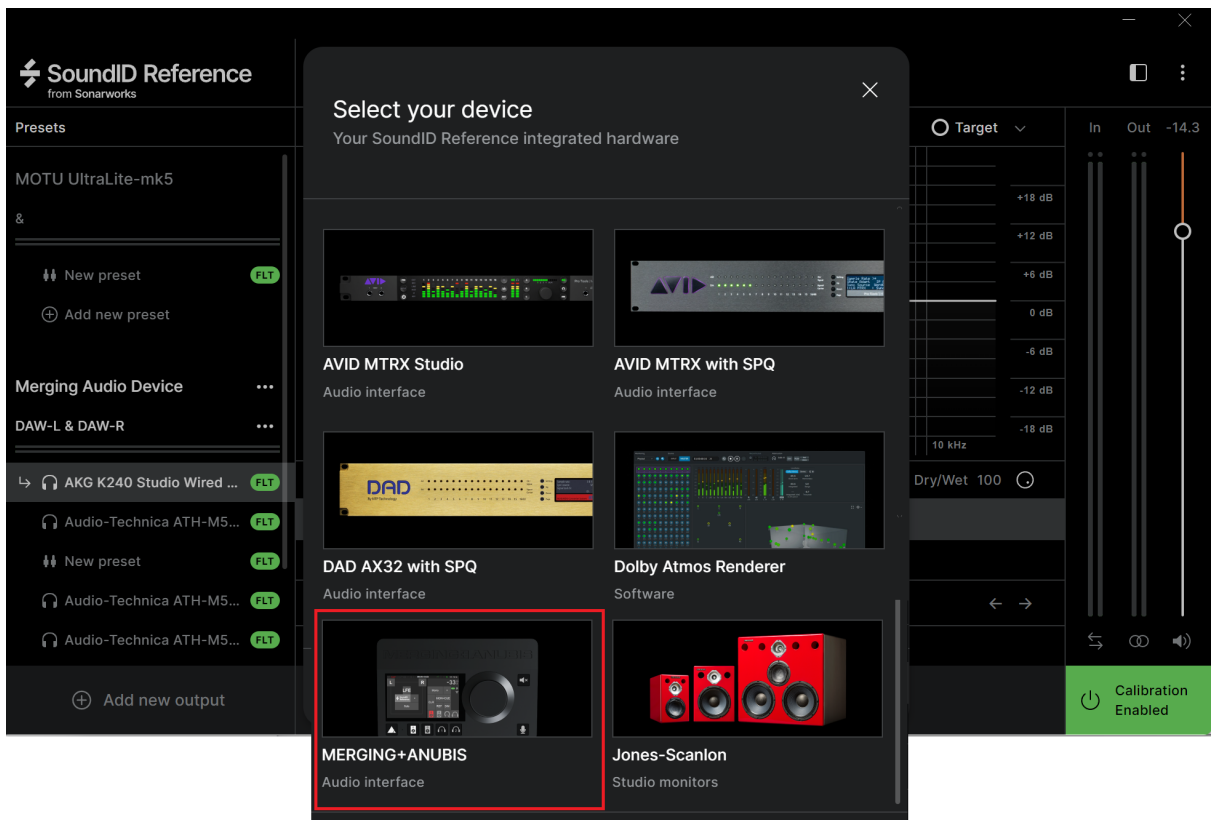 SoundID Reference
from Sonarworks
Presets
MOTU UltraLite-mk5
&
New preset FLT
Add new preset
Merging Audio Device
DAW-L & DAW-R
AKG K240 Studio Wired ... FLT
Audio-Technica ATH-M5... FLT
New preset FLT
Audio-Technica ATH-M5... FLT
Audio-Technica ATH-M5... FLT
Add new output
Select your device
Your SoundID Reference integrated hardware
AVID
AVID
AVID MTRX Studio
AVID MTRX with SPQ
Audio interface
Audio interface
DAD
DAD AX32 with SPQ
Dolby Atmos Renderer
Audio interface
Software
MERGING+ANUBIS
Jones-Scanlon
Audio interface
Studio monitors
Target
In Out -14.3
+18 dB
+12 dB
+6 dB
0 dB
-6 dB
-12 dB
-18 dB
10 kHz
Dry/Wet 100
Calibration
Enabled